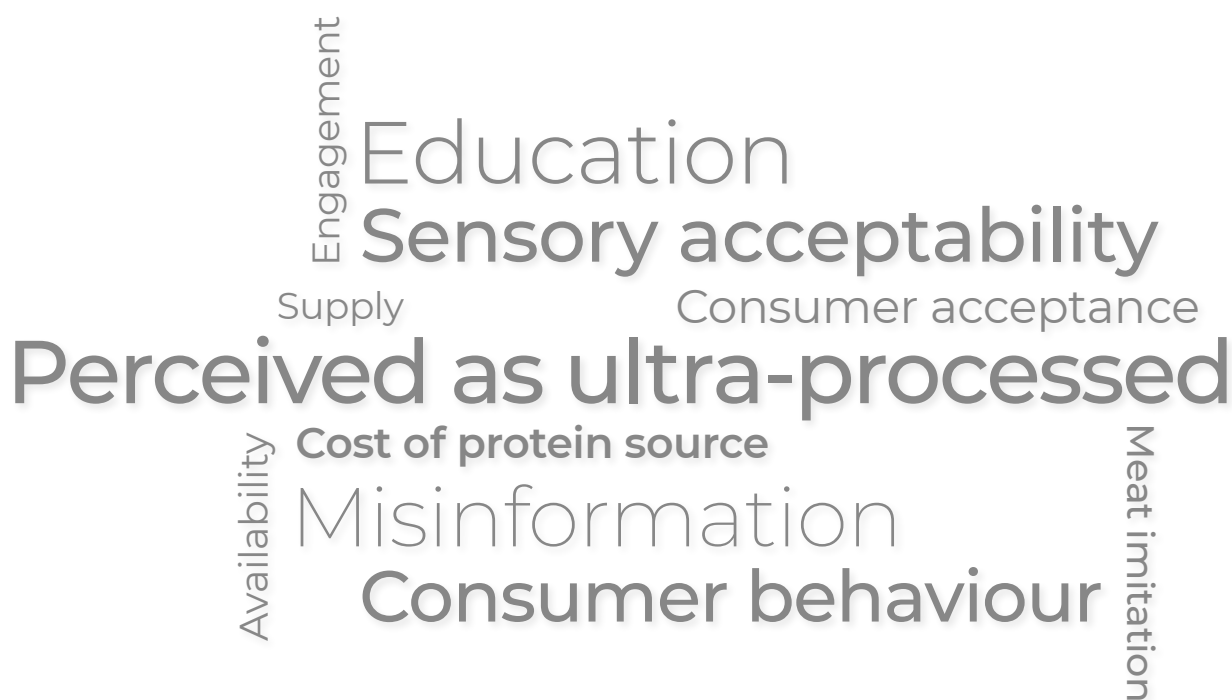 Engagement
Education
Sensory acceptability
Supply
Consumer acceptance
Perceived as ultra-processed
Cost of protein source
Availability
Misinformation
Meat imitation
Consumer behaviour